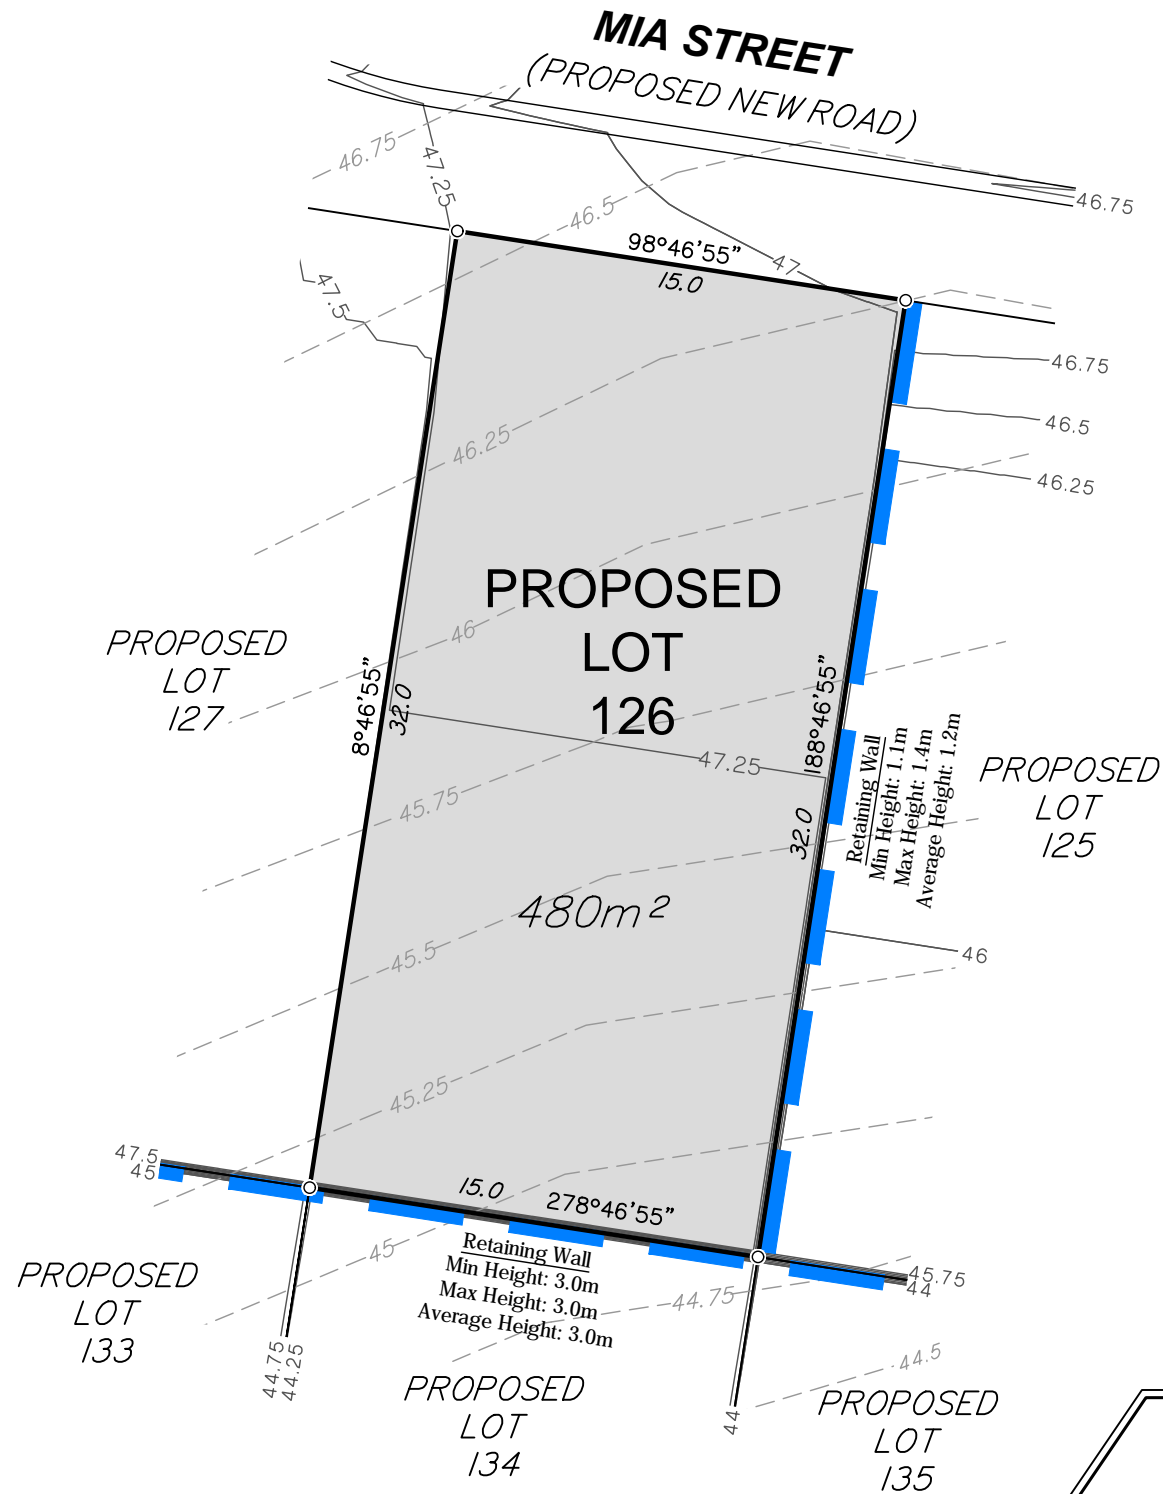 MIA STREET
(PROPOSED NEW ROAD)
46.75
47.25
46.5
46.75
98°46'55"
15.0
47
47.5
46.75
46.5
46.25
46.25
PROPOSED
LOT
126
46
PROPOSED
LOT
127
8°46'55"
32.0
188°46'55"
32.0
47.25
45.75
Retaining Wall
Min Height: 1.1m
Max Height: 1.4m
Average Height: 1.2m
PROPOSED
LOT
125
480m²
45.5
46
45.25
47.5
45
15.0
278°46'55"
45
Retaining Wall
Min Height: 3.0m
Max Height: 3.0m
Average Height: 3.0m
45.75
44
44.75
44.5
PROPOSED
LOT
133
44.75
44.25
PROPOSED
LOT
134
44
PROPOSED
LOT
135